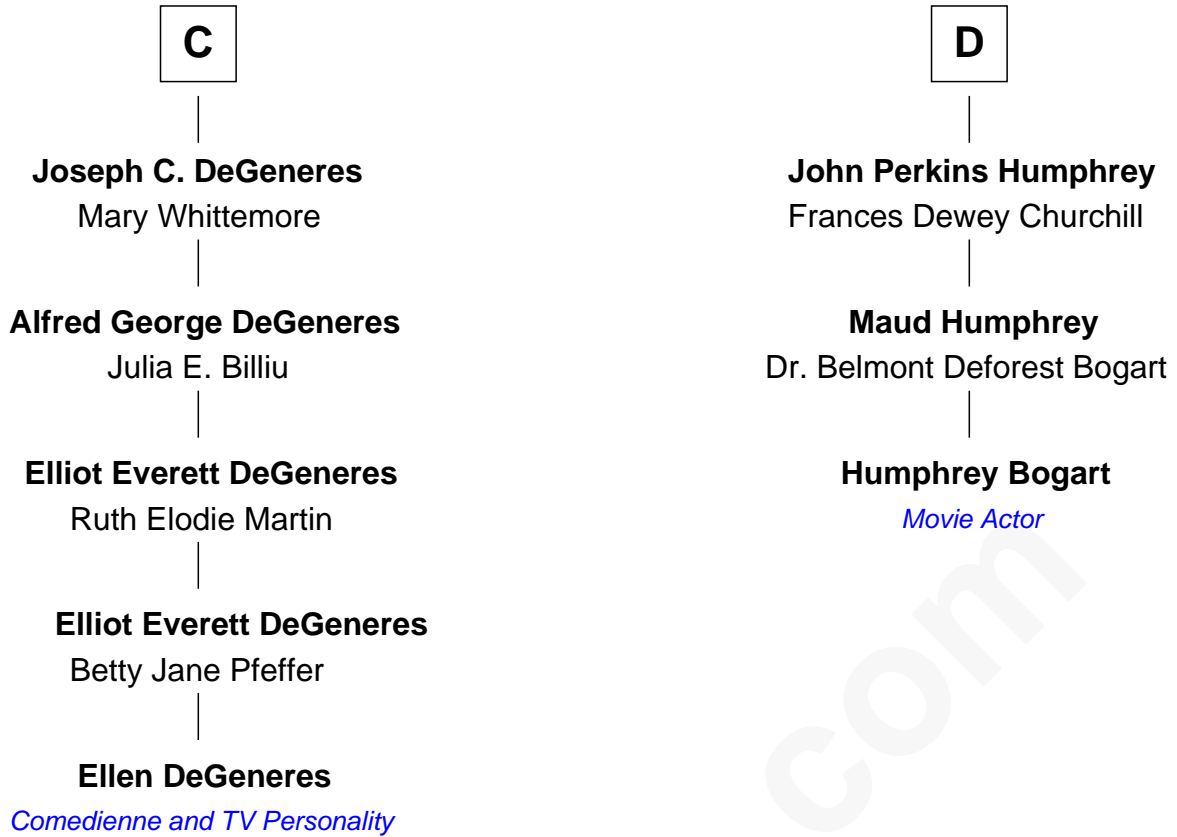 C
Joseph C. DeGeneres
Mary Whittemore
Alfred George DeGeneres
Julia E. Billiu
Elliot Everett DeGeneres
Ruth Elodie Martin
Elliot Everett DeGeneres
Betty Jane Pfeffer
Ellen DeGeneres
Comedienne and TV Personality
D
John Perkins Humphrey
Frances Dewey Churchill
Maud Humphrey
Dr. Belmont Deforest Bogart
Humphrey Bogart
Movie Actor
com